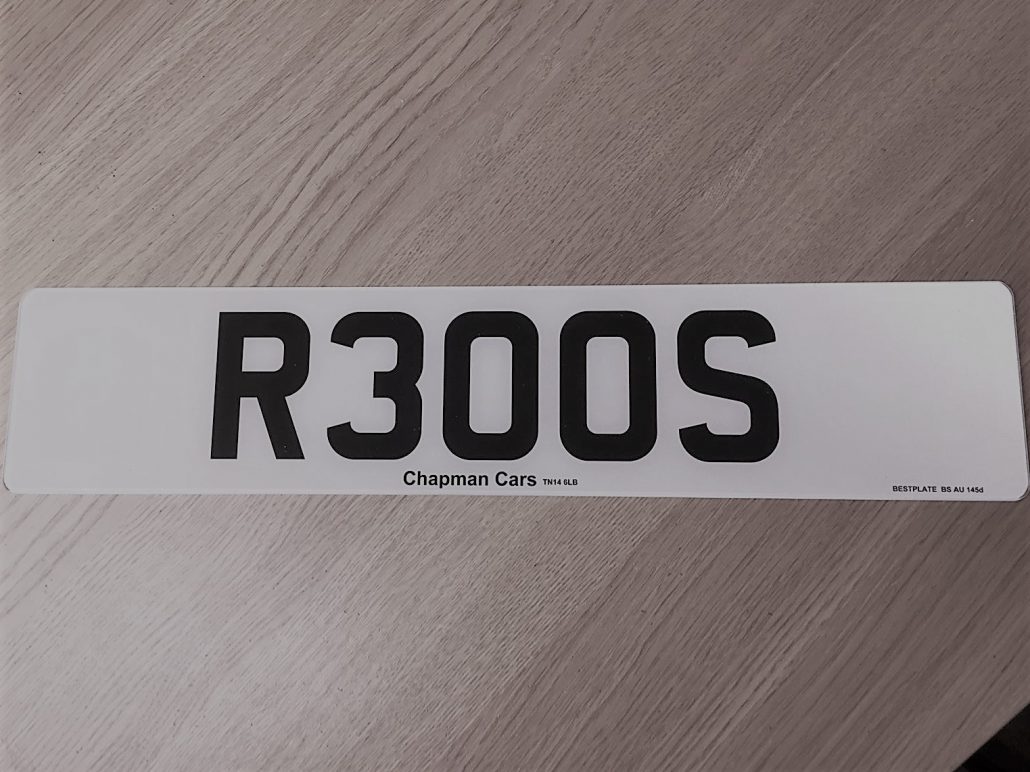 R300S
Chapman Cars TN14 6LB
BESTPLATE BS AU 145d